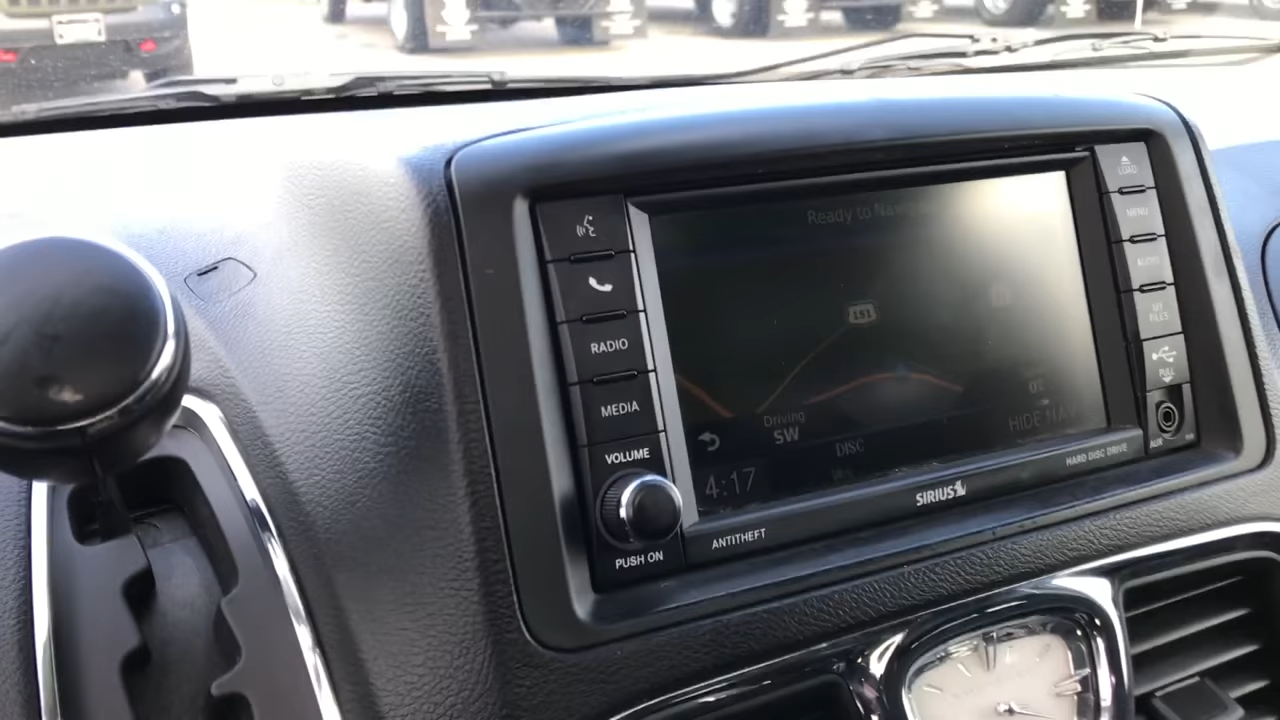 LOAD
Ready to
MENU
AUDIO
151
MY
FILES
RADIO
PULL
MEDIA
Driving
SW
HIDE NAV
AUX
VOLUME
DISC
4:17
HARD DISC DRIVE
SIRIUS
ANTITHEFT
PUSH ON